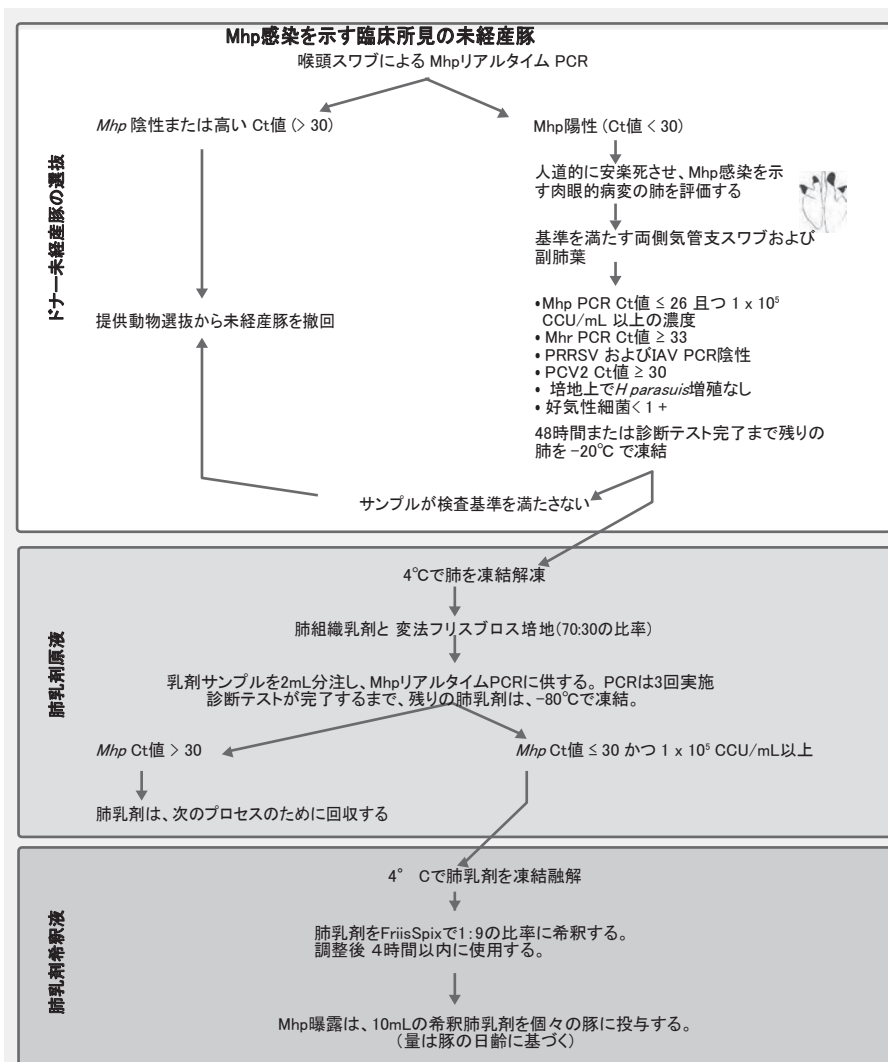 Mhp感染を示す臨床所見の未経産豚
喉頭スワブによる Mhpリアルタイム PCR
Mhp 陰性または高い Ct値 (> 30)
Mhp陽性 (Ct値 < 30)
人道的に安楽死させ、Mhp感染を示
す肉眼的病変の肺を評価する
基準を満たす両側気管支スワブおよび
副肺葉
ドナー未経産豚の選抜
提供動物選抜から未経産豚を撤回
•Mhp PCR Ct値 ≤ 26 且つ 1 x 10⁵
CCU/mL 以上の濃度
• Mhr PCR Ct値 ≥ 33
• PRRSV およびIAV PCR陰性
• PCV2 Ct値 ≥ 30
• 培地上でH parasuis増殖なし
• 好気性細菌< 1 +
48時間または診断テスト完了まで残りの
肺を −20℃ で凍結
サンプルが検査基準を満たさない
肺乳剤原液
4℃で肺を凍結解凍
肺組織乳剤と 変法フリスブロス培地(70:30の比率)
乳剤サンプルを2mL分注し、MhpリアルタイムPCRに供する。PCRは3回実施
診断テストが完了するまで、残りの肺乳剤は、−80℃で凍結。
Mhp Ct値 > 30
Mhp Ct値 ≤ 30 かつ 1 x 10⁵ CCU/mL以上
肺乳剤は、次のプロセスのために回収する
肺乳剤希釈液
4° Cで肺乳剤を凍結融解
肺乳剤をFriisSpixで1:9の比率に希釈する。
調整後 4時間以内に使用する。
Mhp曝露は、10mLの希釈肺乳剤を個々の豚に投与する。
(量は豚の日齢に基づく)